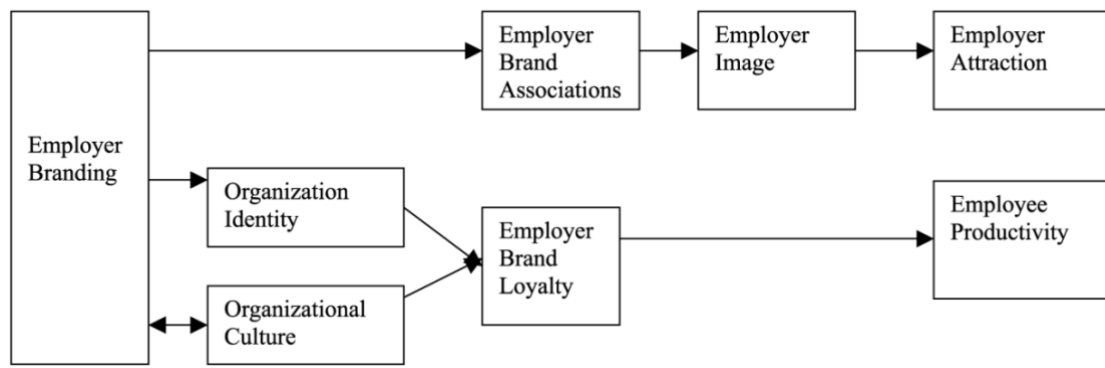 Employer
Brand
Associations
Employer
Image
Employer
Attraction
Employer
Branding
Organization
Identity
Employer
Brand
Loyalty
Employee
Productivity
Organizational
Culture